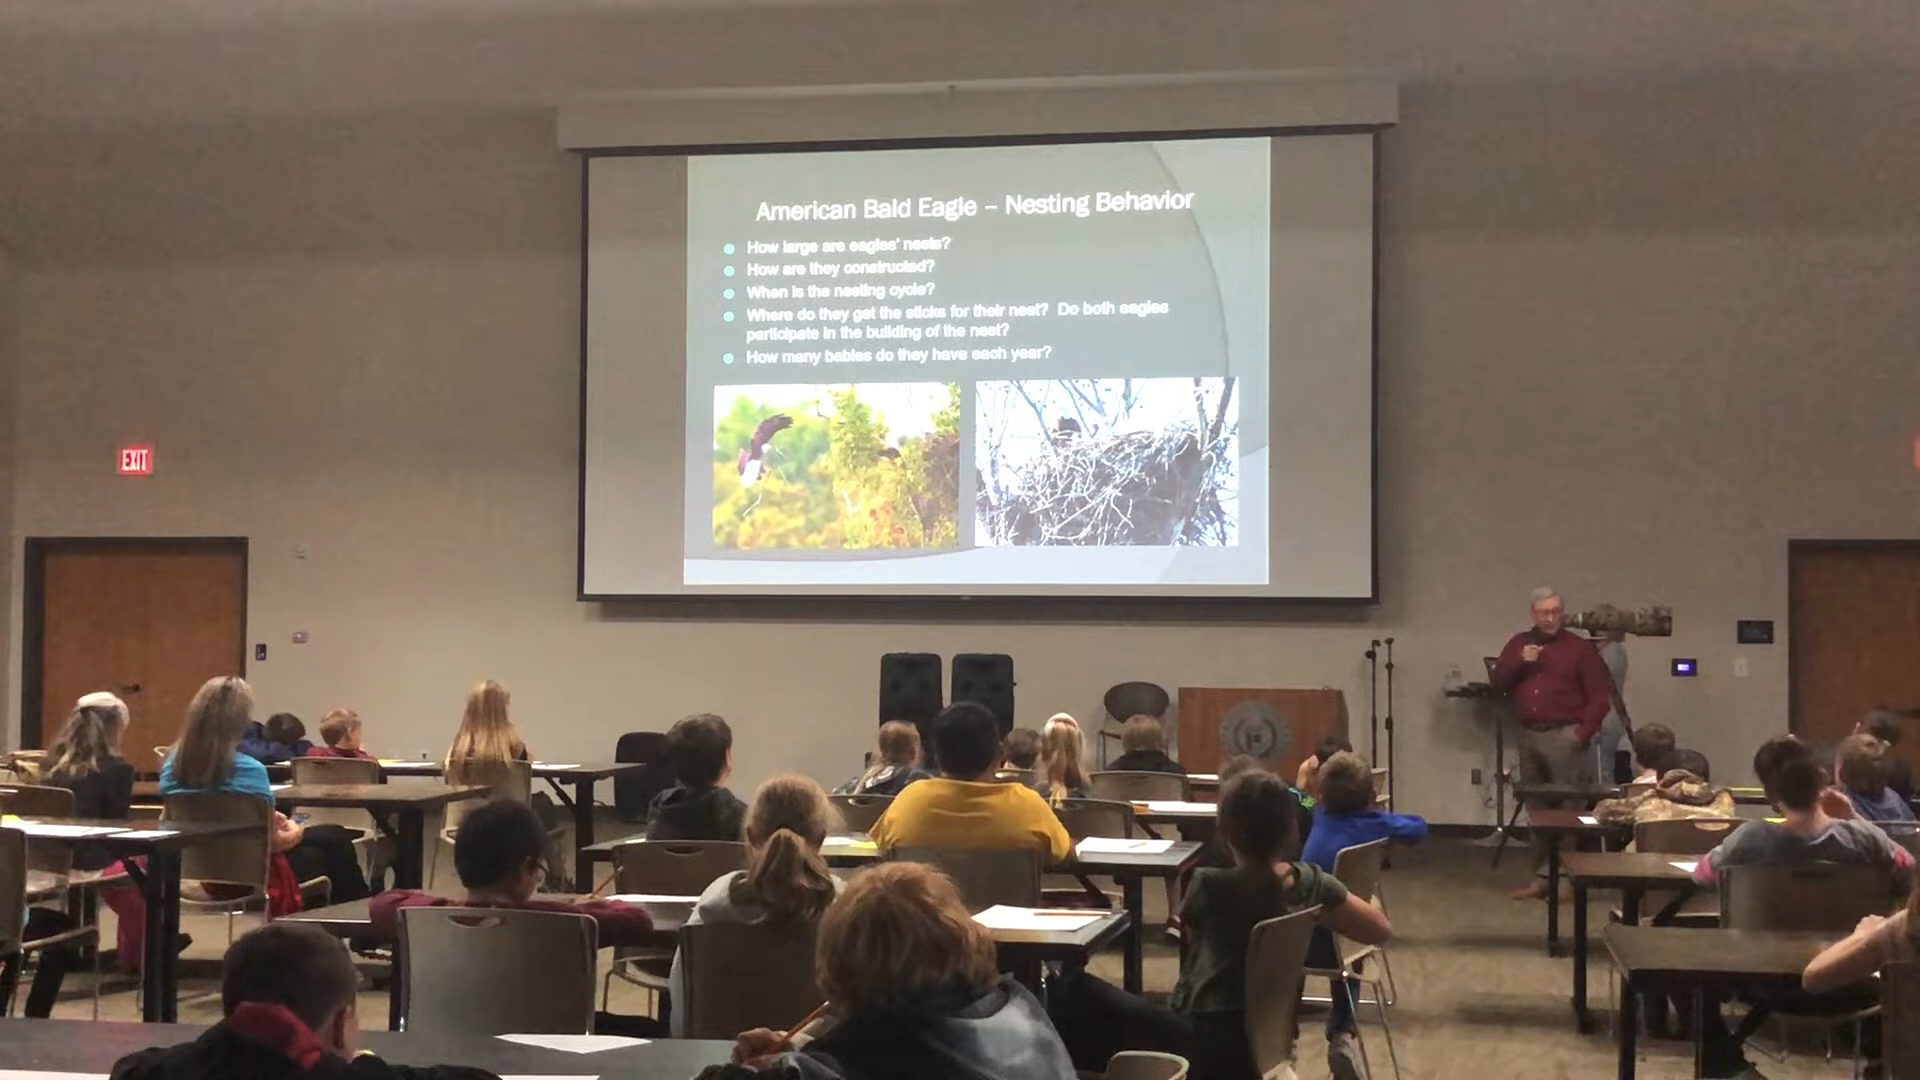 American Bald Eagle – Nesting Behavior
How large are eagles' nests?
How are they constructed?
When is the nesting cycle?
Where do they get the sticks for their nest? Do both eagles
participate in the building of the nest?
How many babies do they have each year?
EXIT